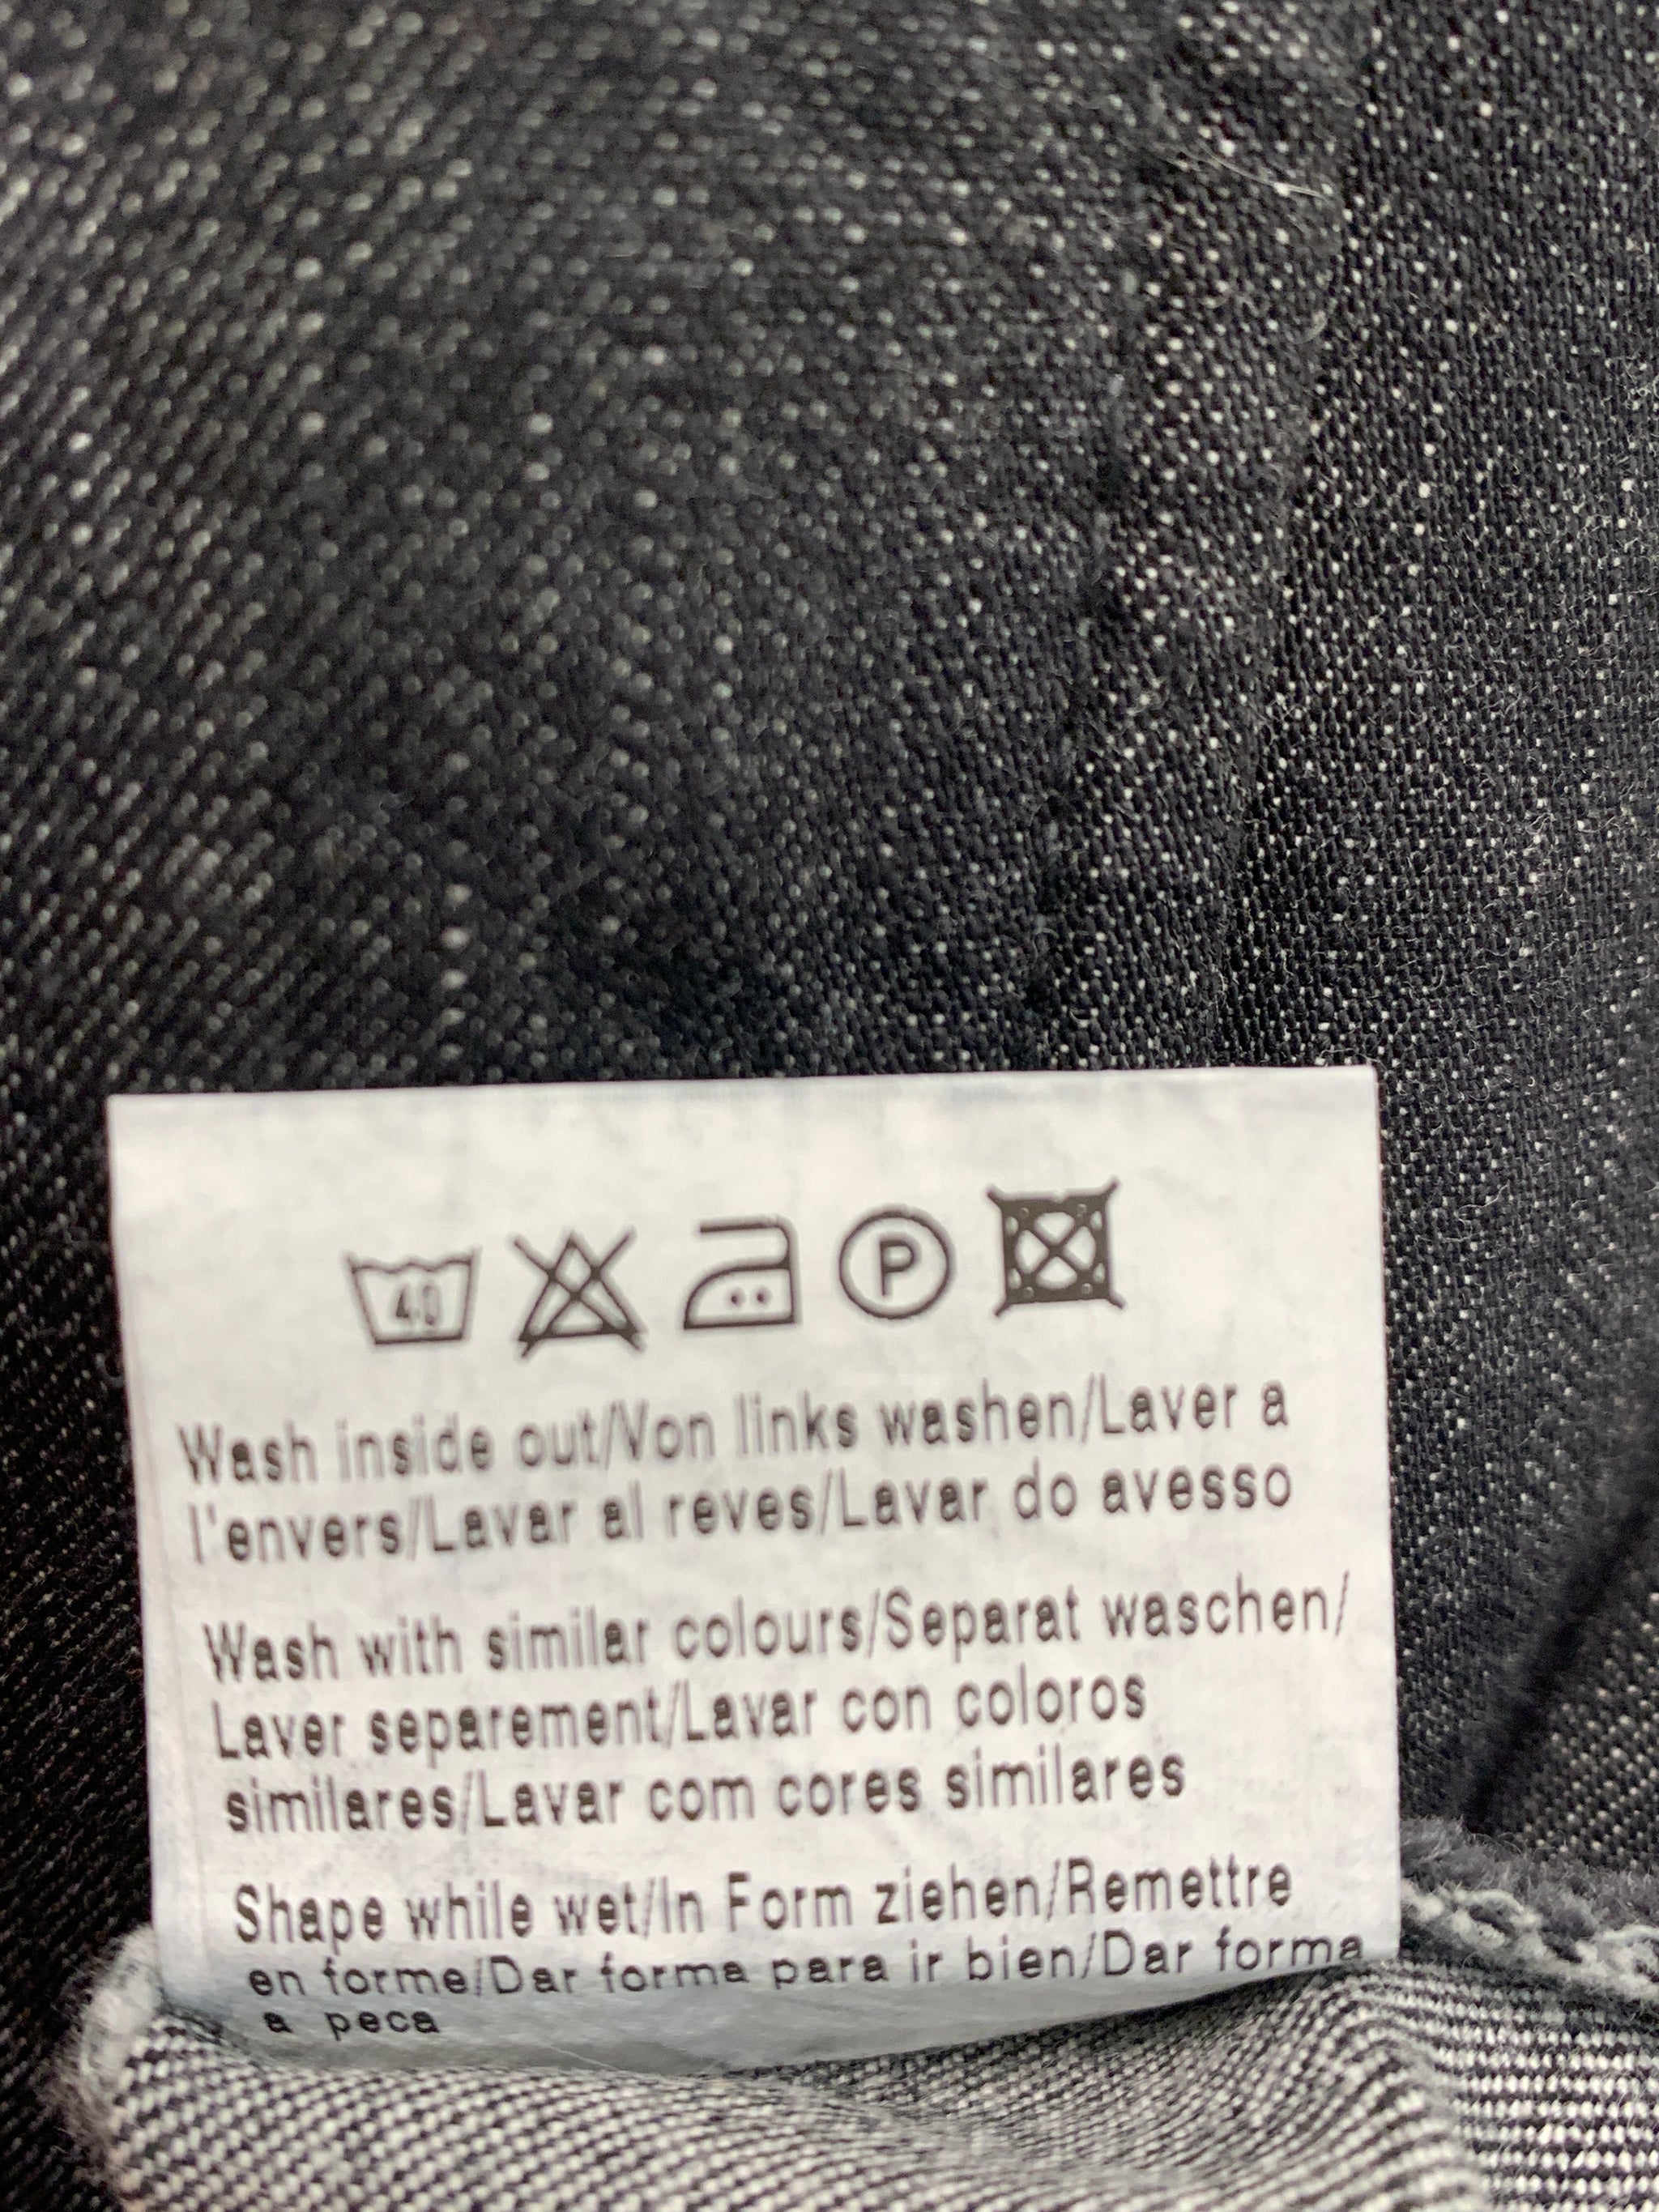 40
P
Wash inside out/Von links washen/Laver a
l'envers/Lavar al reves/Lavar do avesso
Wash with similar colours/Separat waschen/
Laver separement/Lavar con coloros
similares/Lavar com cores similares
Shape while wet/In Form ziehen/Remettre
en forme/Dar forma para ir bien/Dar forma
a peca